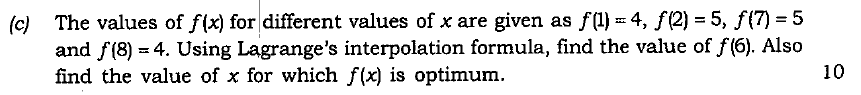 (c) The values of f(x) for different values of x are given as f(1) = 4, f(2) = 5, f(7) = 5
and f(8) = 4. Using Lagrange's interpolation formula, find the value of f(6). Also
find the value of x for which f(x) is optimum. 10